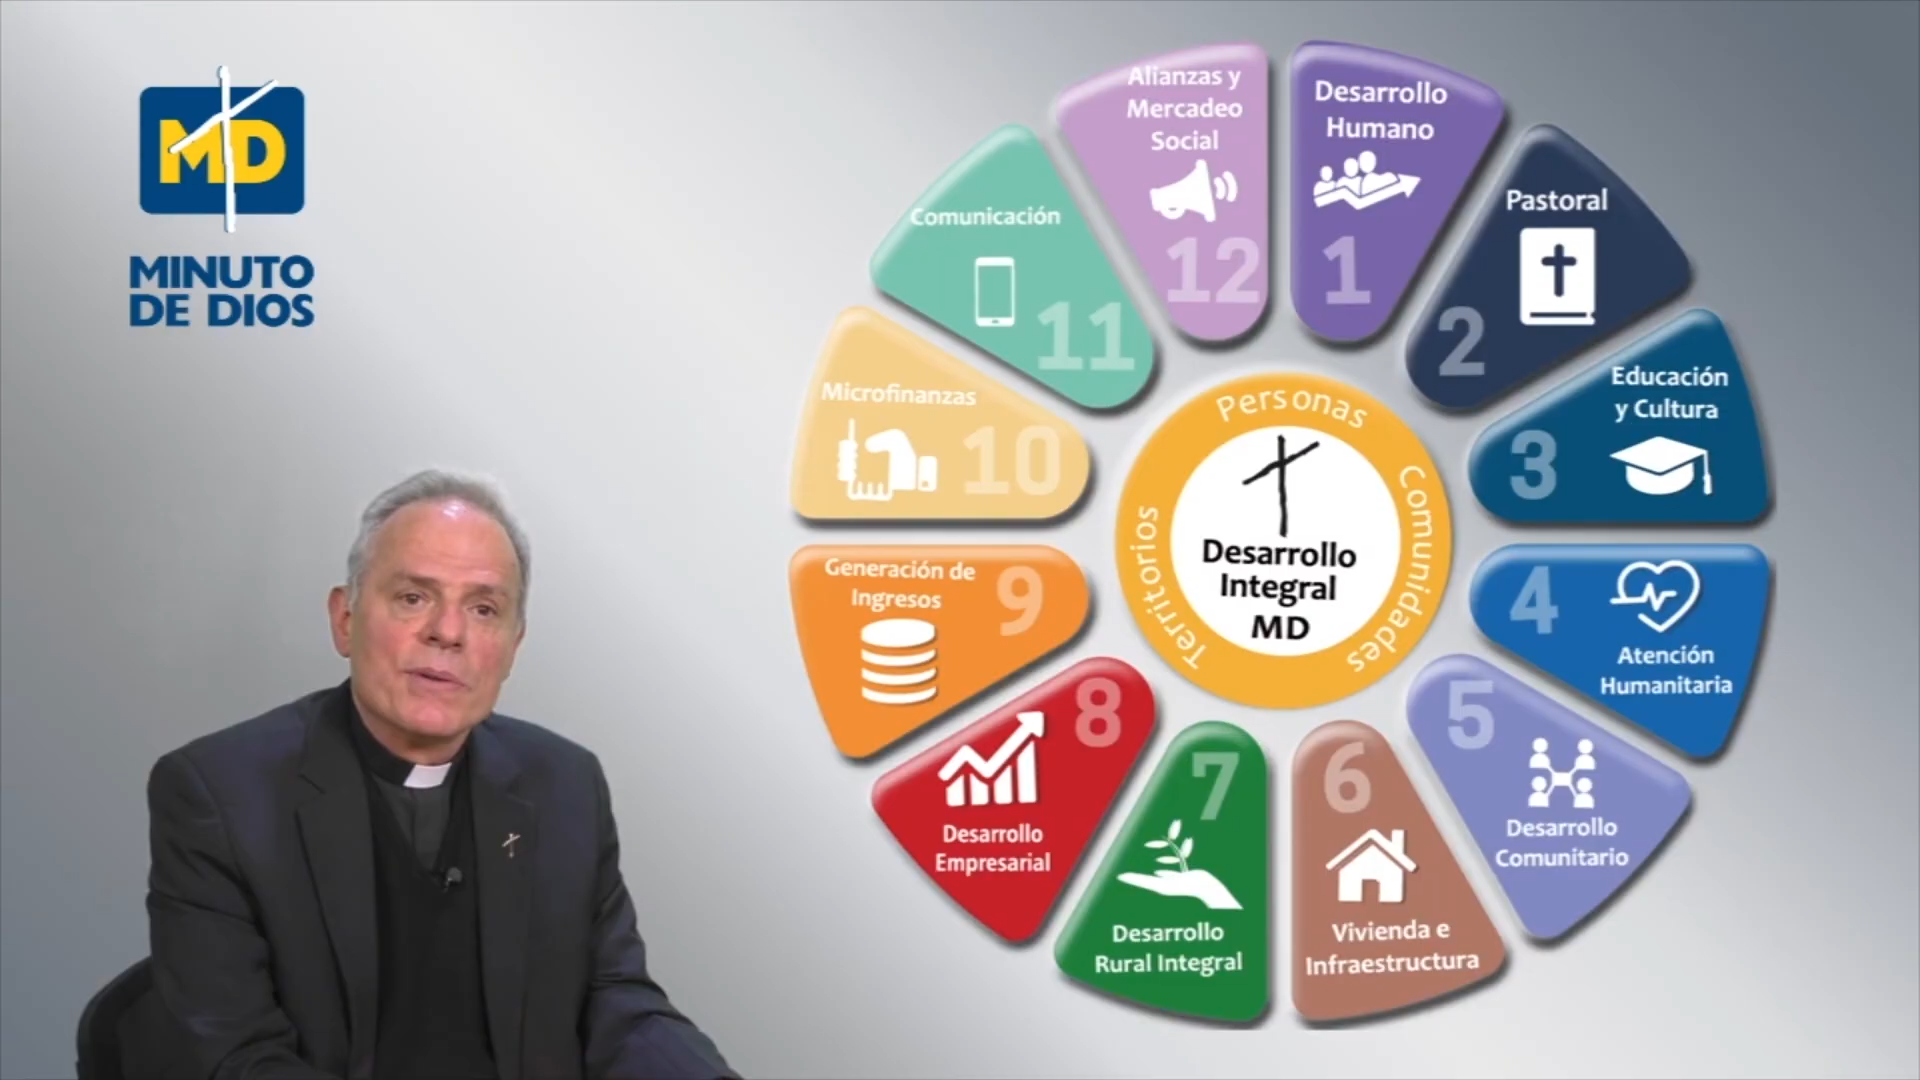 MD
MINUTO
DE DIOS
Alianzas y
Mercadeo
Social
12
Desarrollo
Humano
1
Pastoral
2
Educación
y Cultura
3
4
Atención
Humanitaria
5
Desarrollo
Comunitario
6
Vivienda e
Infraestructura
7
Desarrollo
Rural Integral
8
Desarrollo
Empresarial
Generación de
Ingresos
9
Microfinanzas
10
Comunicación
11
Personas
Comunidades
Territorios
Desarrollo
Integral
MD